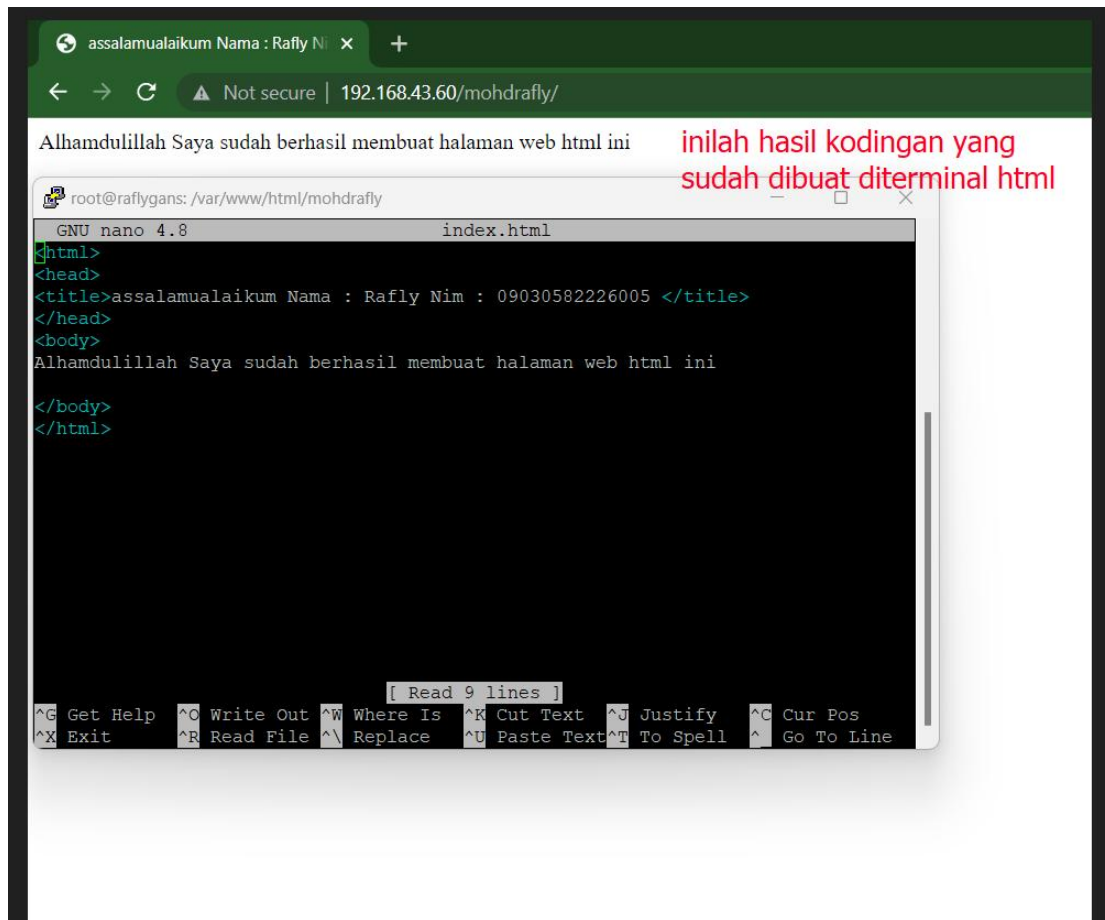 assalamualaikum Nama : Rafly Ni
Not secure | 192.168.43.60/mohdrafly/
Alhamdulillah Saya sudah berhasil membuat halaman web html ini
inilah hasil kodingan yang
sudah dibuat diterminal html
root@raflygans: /var/www/html/mohdrafly
GNU nano 4.8 index.html
<html>
<head>
<title>assalamualaikum Nama : Rafly Nim : 09030582226005 </title>
</head>
<body>
Alhamdulillah Saya sudah berhasil membuat halaman web html ini
</body>
</html>
[ Read 9 lines ]
^G Get Help ^O Write Out ^W Where Is ^K Cut Text ^J Justify ^C Cur Pos
^X Exit ^R Read File ^\ Replace ^U Paste Text ^T To Spell ^_ Go To Line